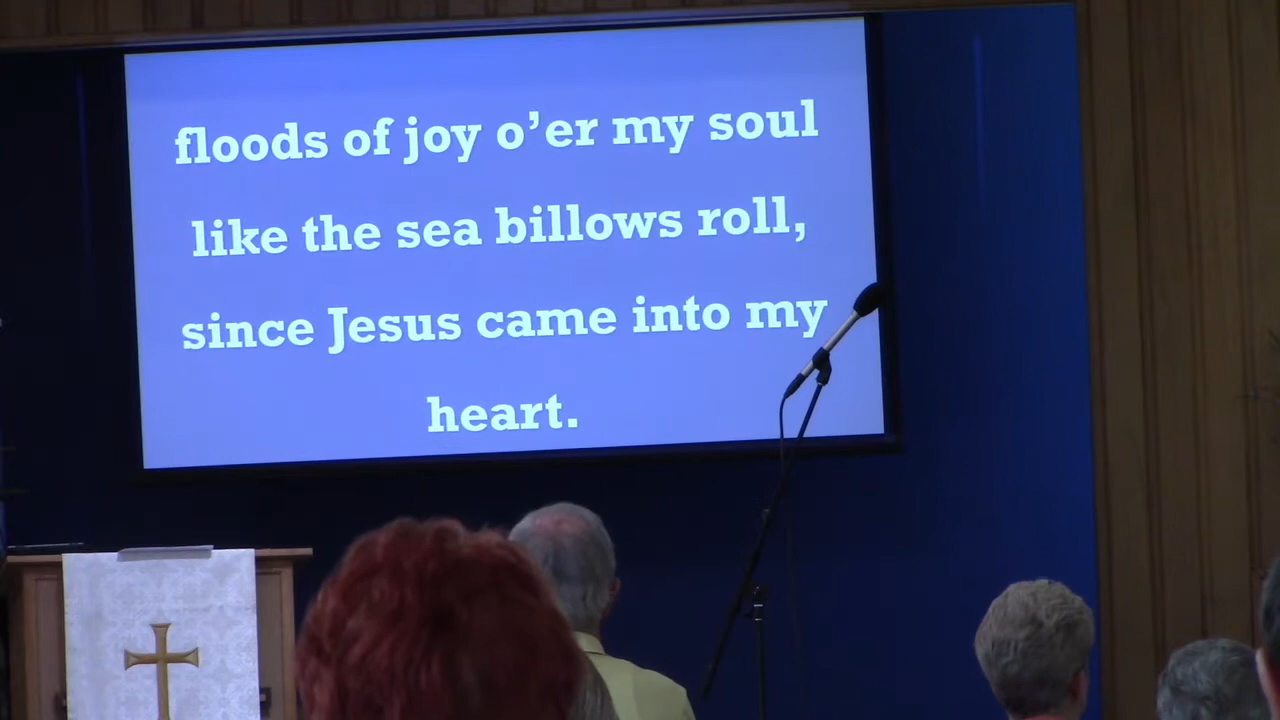 floods of joy o’er my soul
like the sea billows roll,
since Jesus came into my
heart.